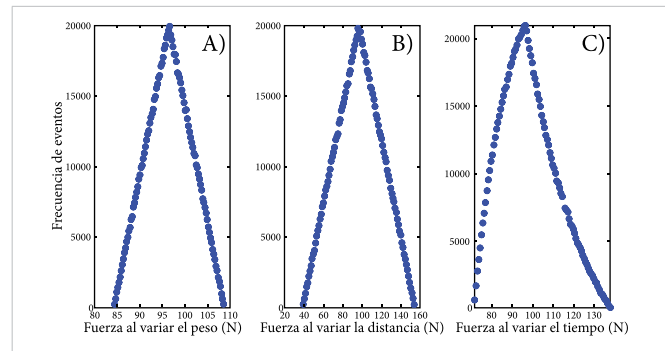 A)
B)
C)
Frecuencia de eventos
20000
15000
10000
5000
0
80 85 90 95 100 105 110
Fuerza al variar el peso (N)
20000
15000
10000
5000
0
20 40 60 80 100 120 140 160
Fuerza al variar la distancia (N)
20000
15000
10000
5000
0
80 90 100 110 120 130
Fuerza al variar el tiempo (N)